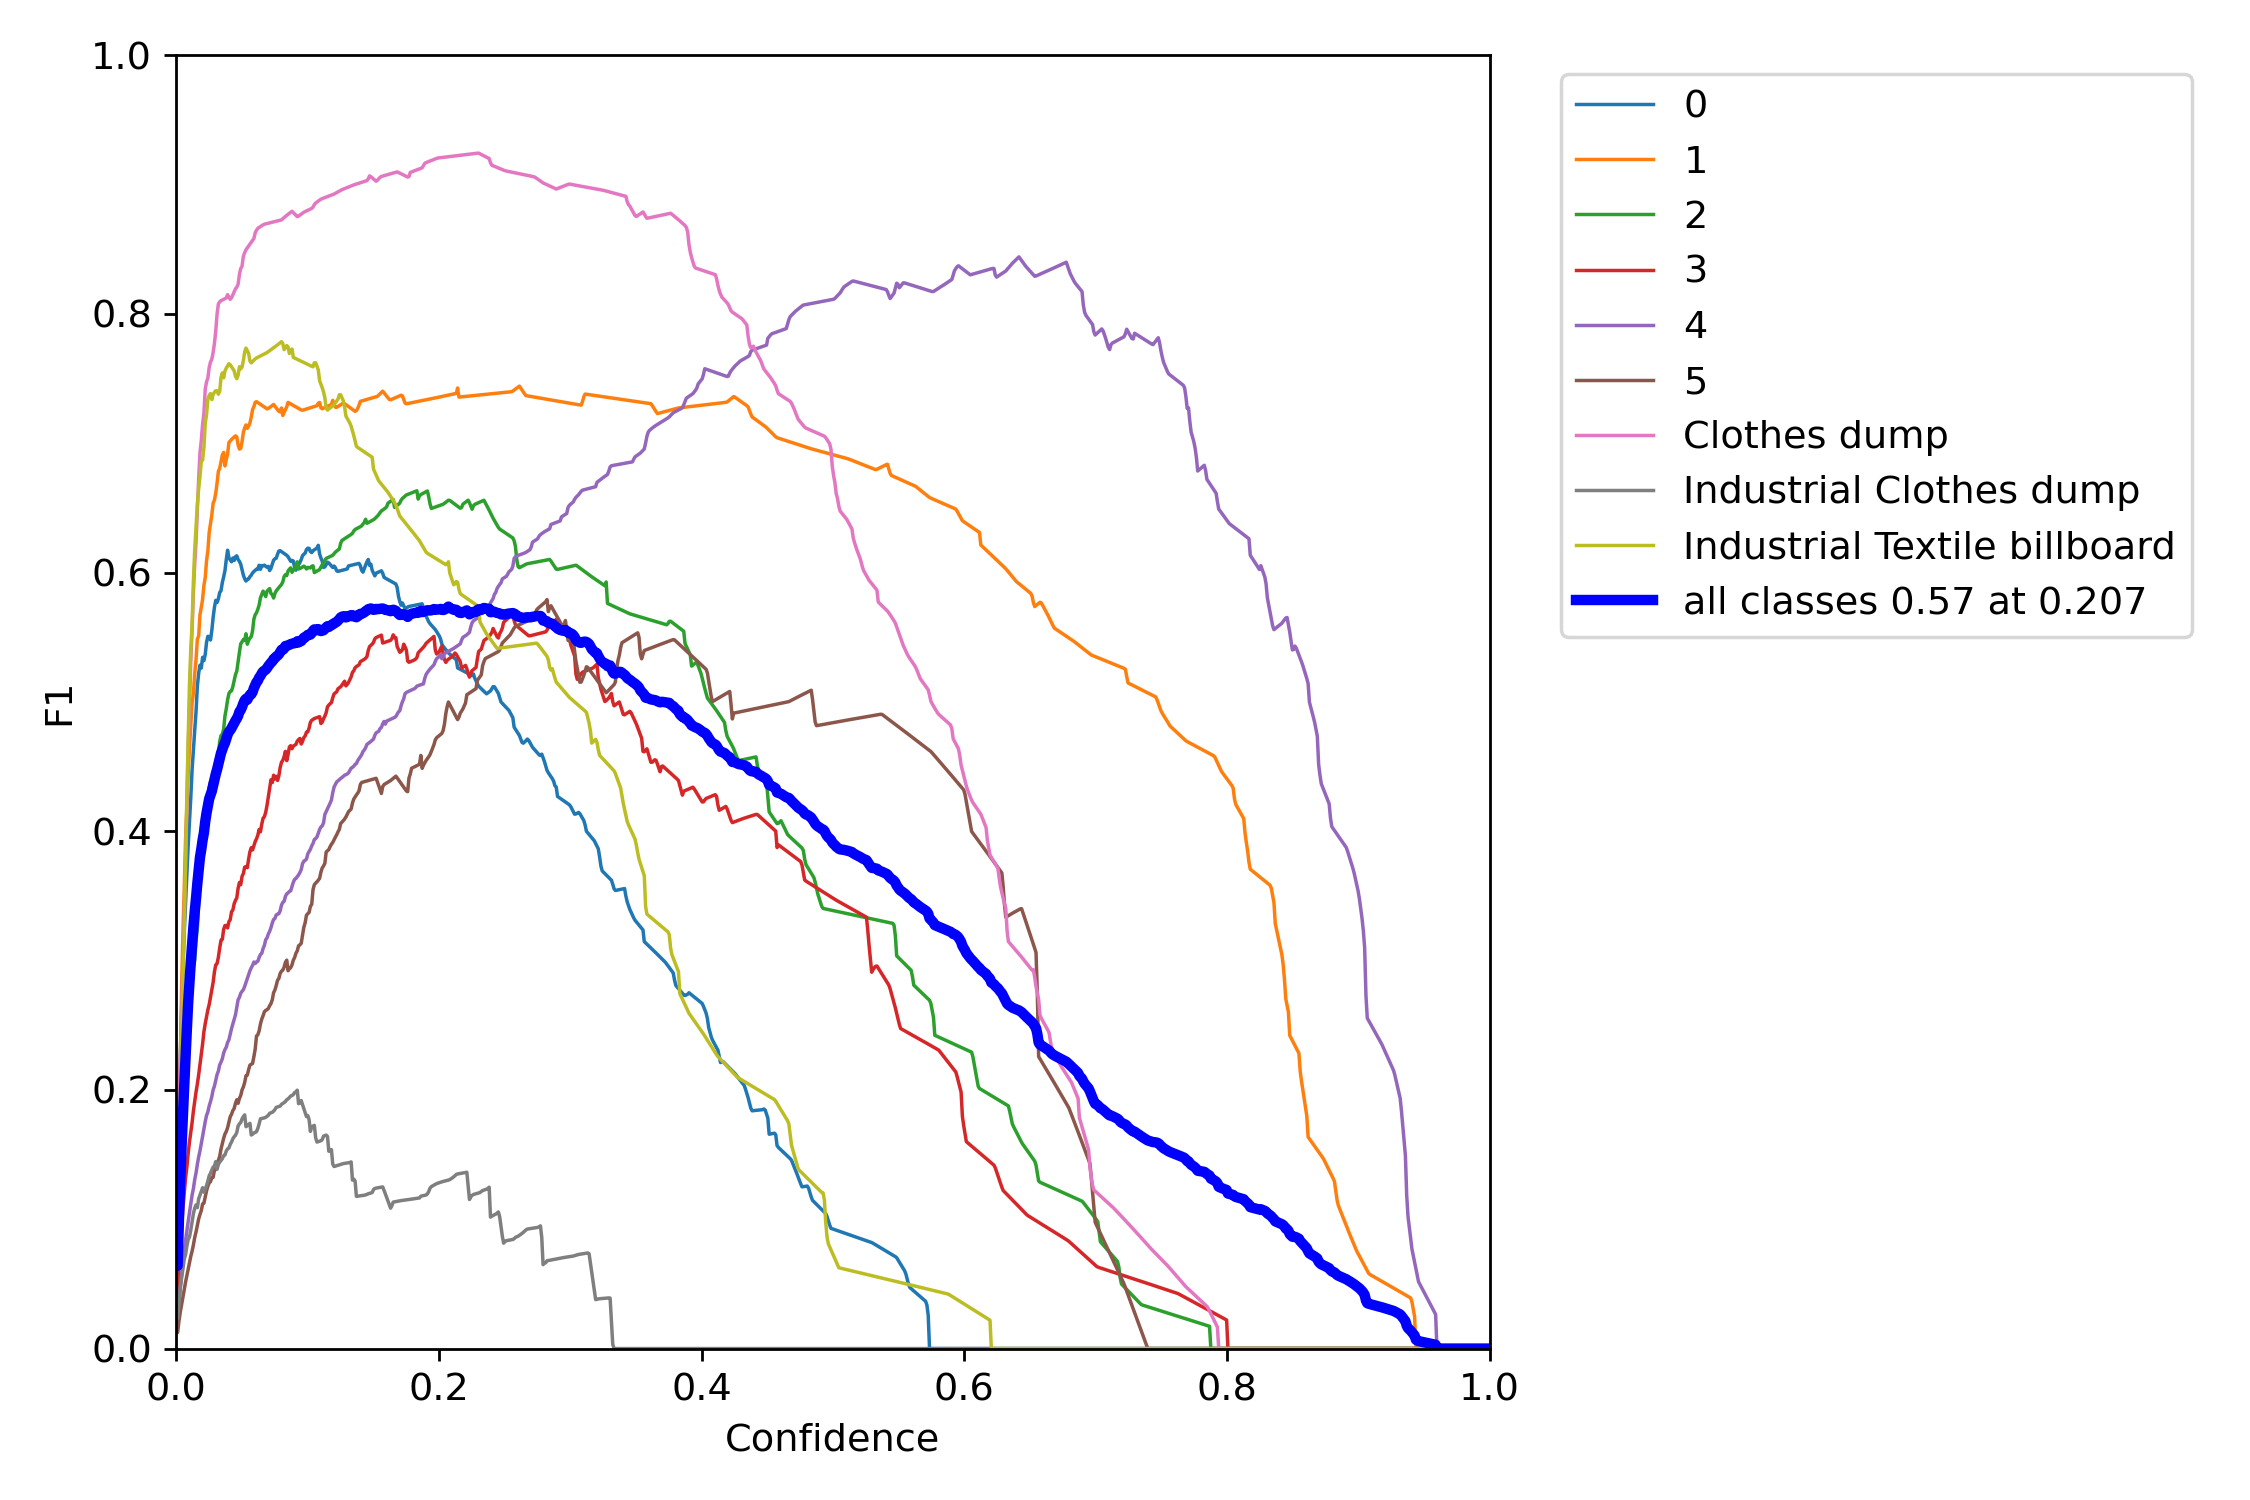 1.0
0.8
0.6
0.4
0.2
0.0
F1
0.0 0.2 0.4 0.6 0.8 1.0
Confidence
0
1
2
3
4
5
Clothes dump
Industrial Clothes dump
Industrial Textile billboard
all classes 0.57 at 0.207